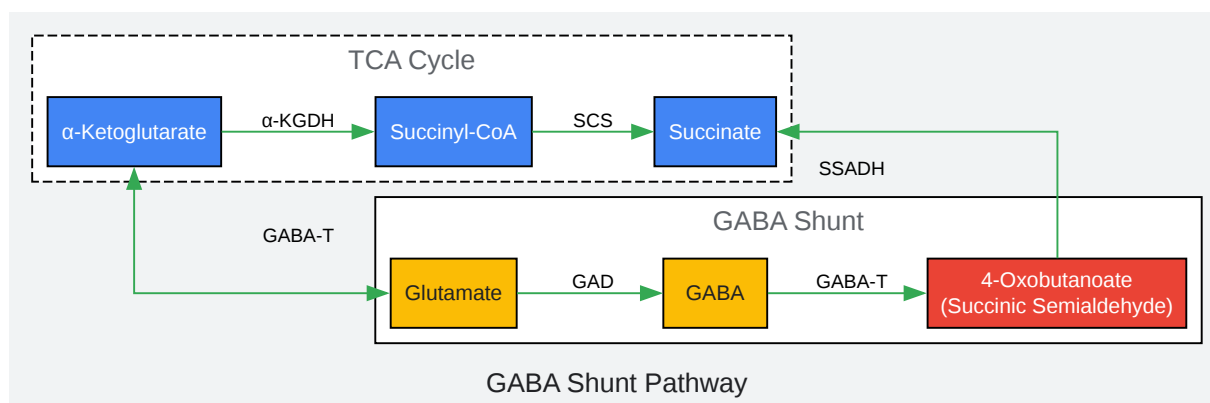 TCA Cycle
α-Ketoglutarate
α-KGDH
Succinyl-CoA
SCS
Succinate
SSADH
GABA Shunt
GABA-T
Glutamate
GAD
GABA
GABA-T
4-Oxobutanoate
(Succinic Semialdehyde)
GABA Shunt Pathway